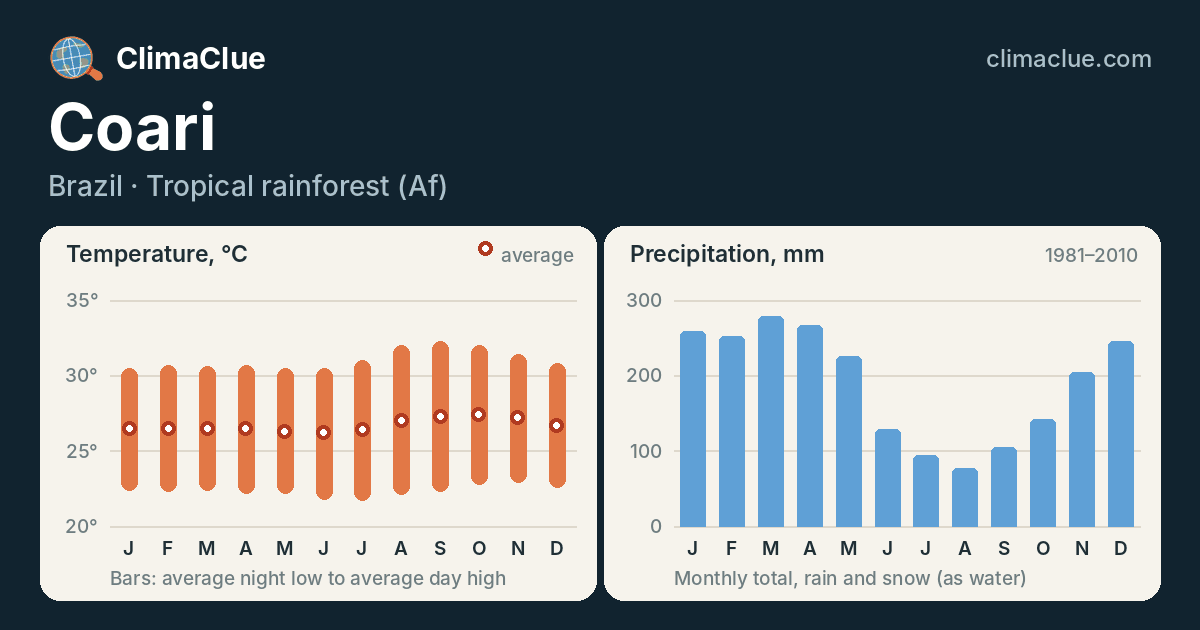 ClimaClue
climaclue.com
Coari
Brazil · Tropical rainforest (Af)
Temperature, °C
average
35°
30°
25°
20°
J F M A M J J A S O N D
Bars: average night low to average day high
Precipitation, mm
1981–2010
300
200
100
0
J F M A M J J A S O N D
Monthly total, rain and snow (as water)